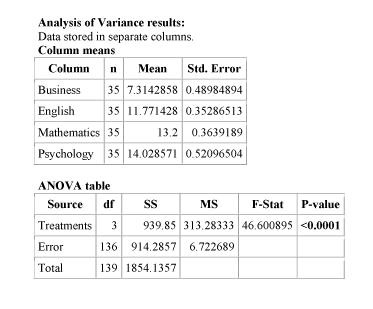 Analysis of Variance results:
Data stored in separate columns.
Column means
Column n Mean Std. Error
Business 35 7.3142858 0.48984894
English 35 11.771428 0.35286513
Mathematics 35 13.2 0.3639189
Psychology 35 14.028571 0.52096504
ANOVA table
Source df SS MS F-Stat P-value
Treatments 3 939.85 313.28333 46.600895 <0.0001
Error 136 914.2857 6.722689
Total 139 1854.1357